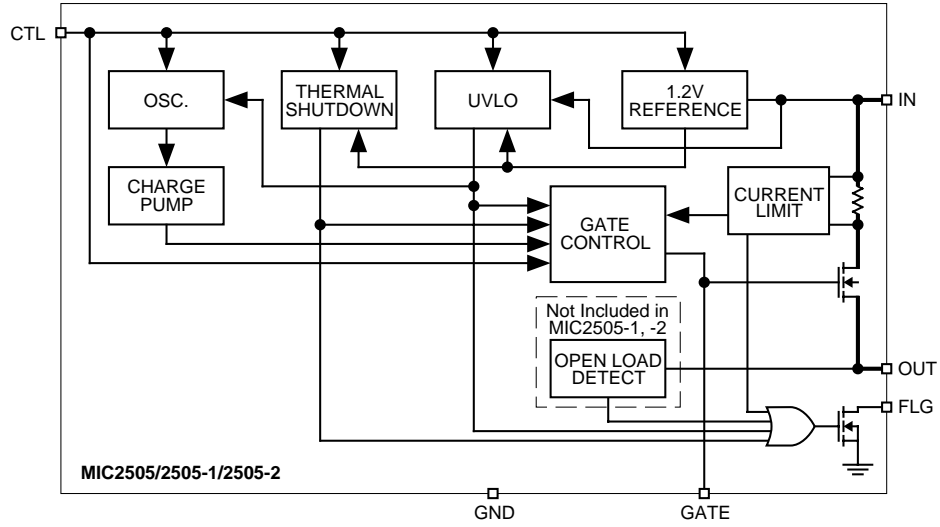 CTL
OSC.
THERMAL
SHUTDOWN
UVLO
1.2V
REFERENCE
IN
CHARGE
PUMP
GATE
CONTROL
CURRENT
LIMIT
Not Included in
MIC2505-1, -2
OPEN LOAD
DETECT
OUT
FLG
MIC2505/2505-1/2505-2
GND
GATE